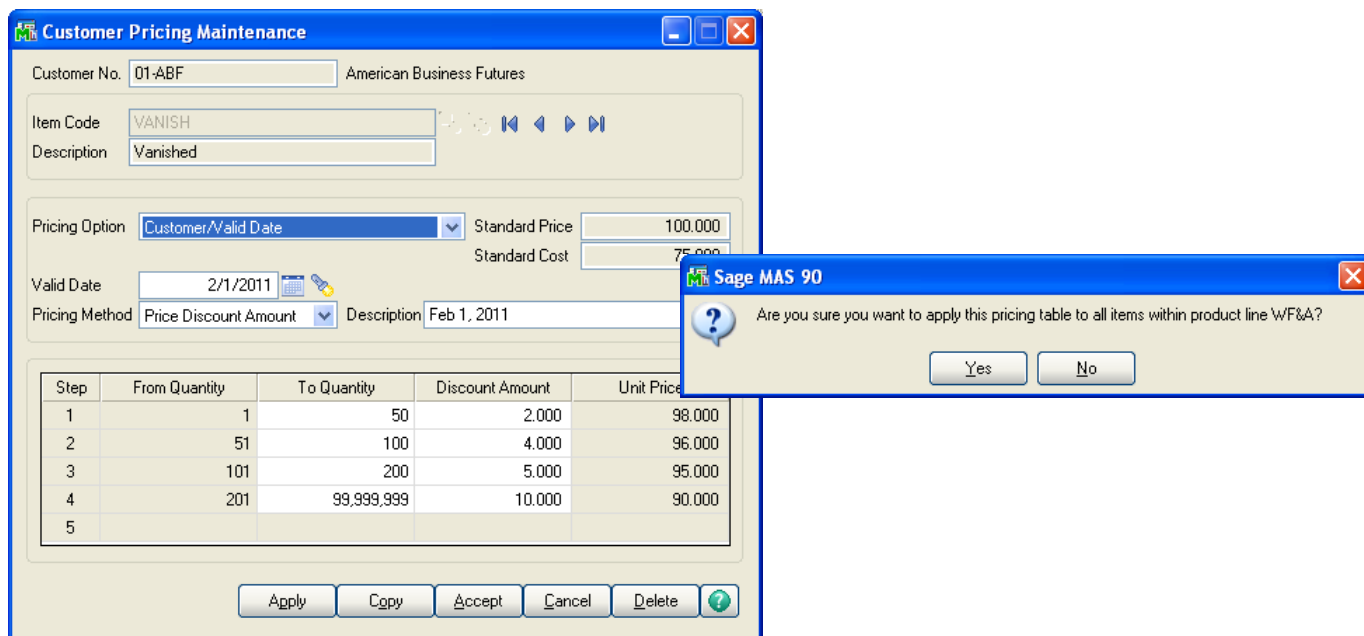 Customer Pricing Maintenance
Customer No. 01-ABF American Business Futures
Item Code VANISH
Description Vanished
Pricing Option Customer/Valid Date Standard Price 100.000
Standard Cost
Valid Date 2/1/2011
Pricing Method Price Discount Amount Description Feb 1, 2011
Step From Quantity To Quantity Discount Amount Unit Price
1 1 50 2.000 98.000
2 51 100 4.000 96.000
3 101 200 5.000 95.000
4 201 99,999,999 10.000 90.000
5
Apply Copy Accept Cancel Delete ?
Sage MAS 90
? Are you sure you want to apply this pricing table to all items within product line WF&A?
Yes No